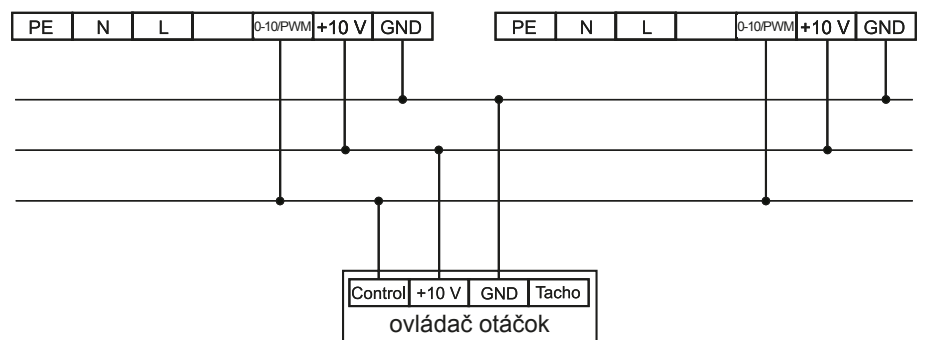 PE N L 0-10/PWM +10 V GND PE N L 0-10/PWM +10 V GND
Control +10 V GND Tacho
ovládač otáčok